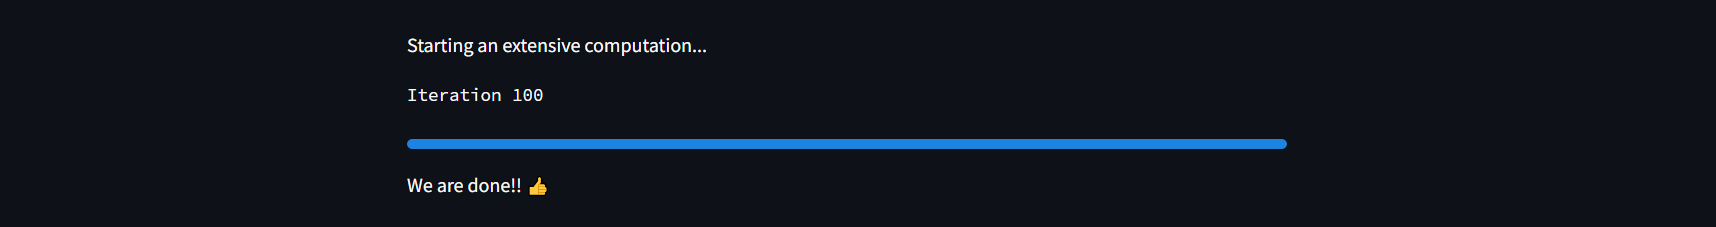 Starting an extensive computation...
Iteration 100
We are done!! 👍